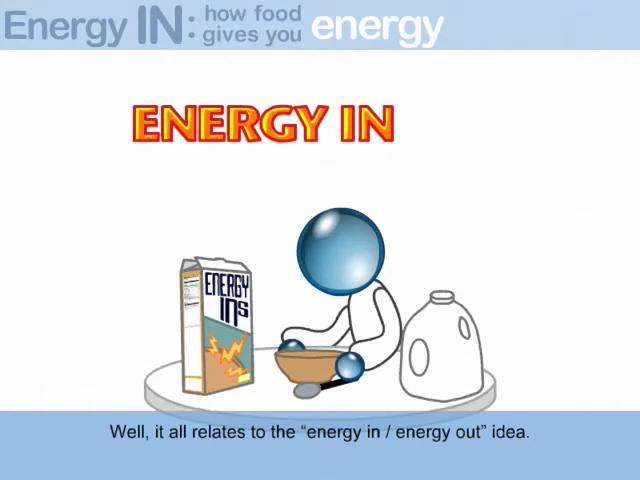 Energy IN: how food gives you energy
ENERGY IN
ENERGY
INs
Well, it all relates to the “energy in / energy out” idea.